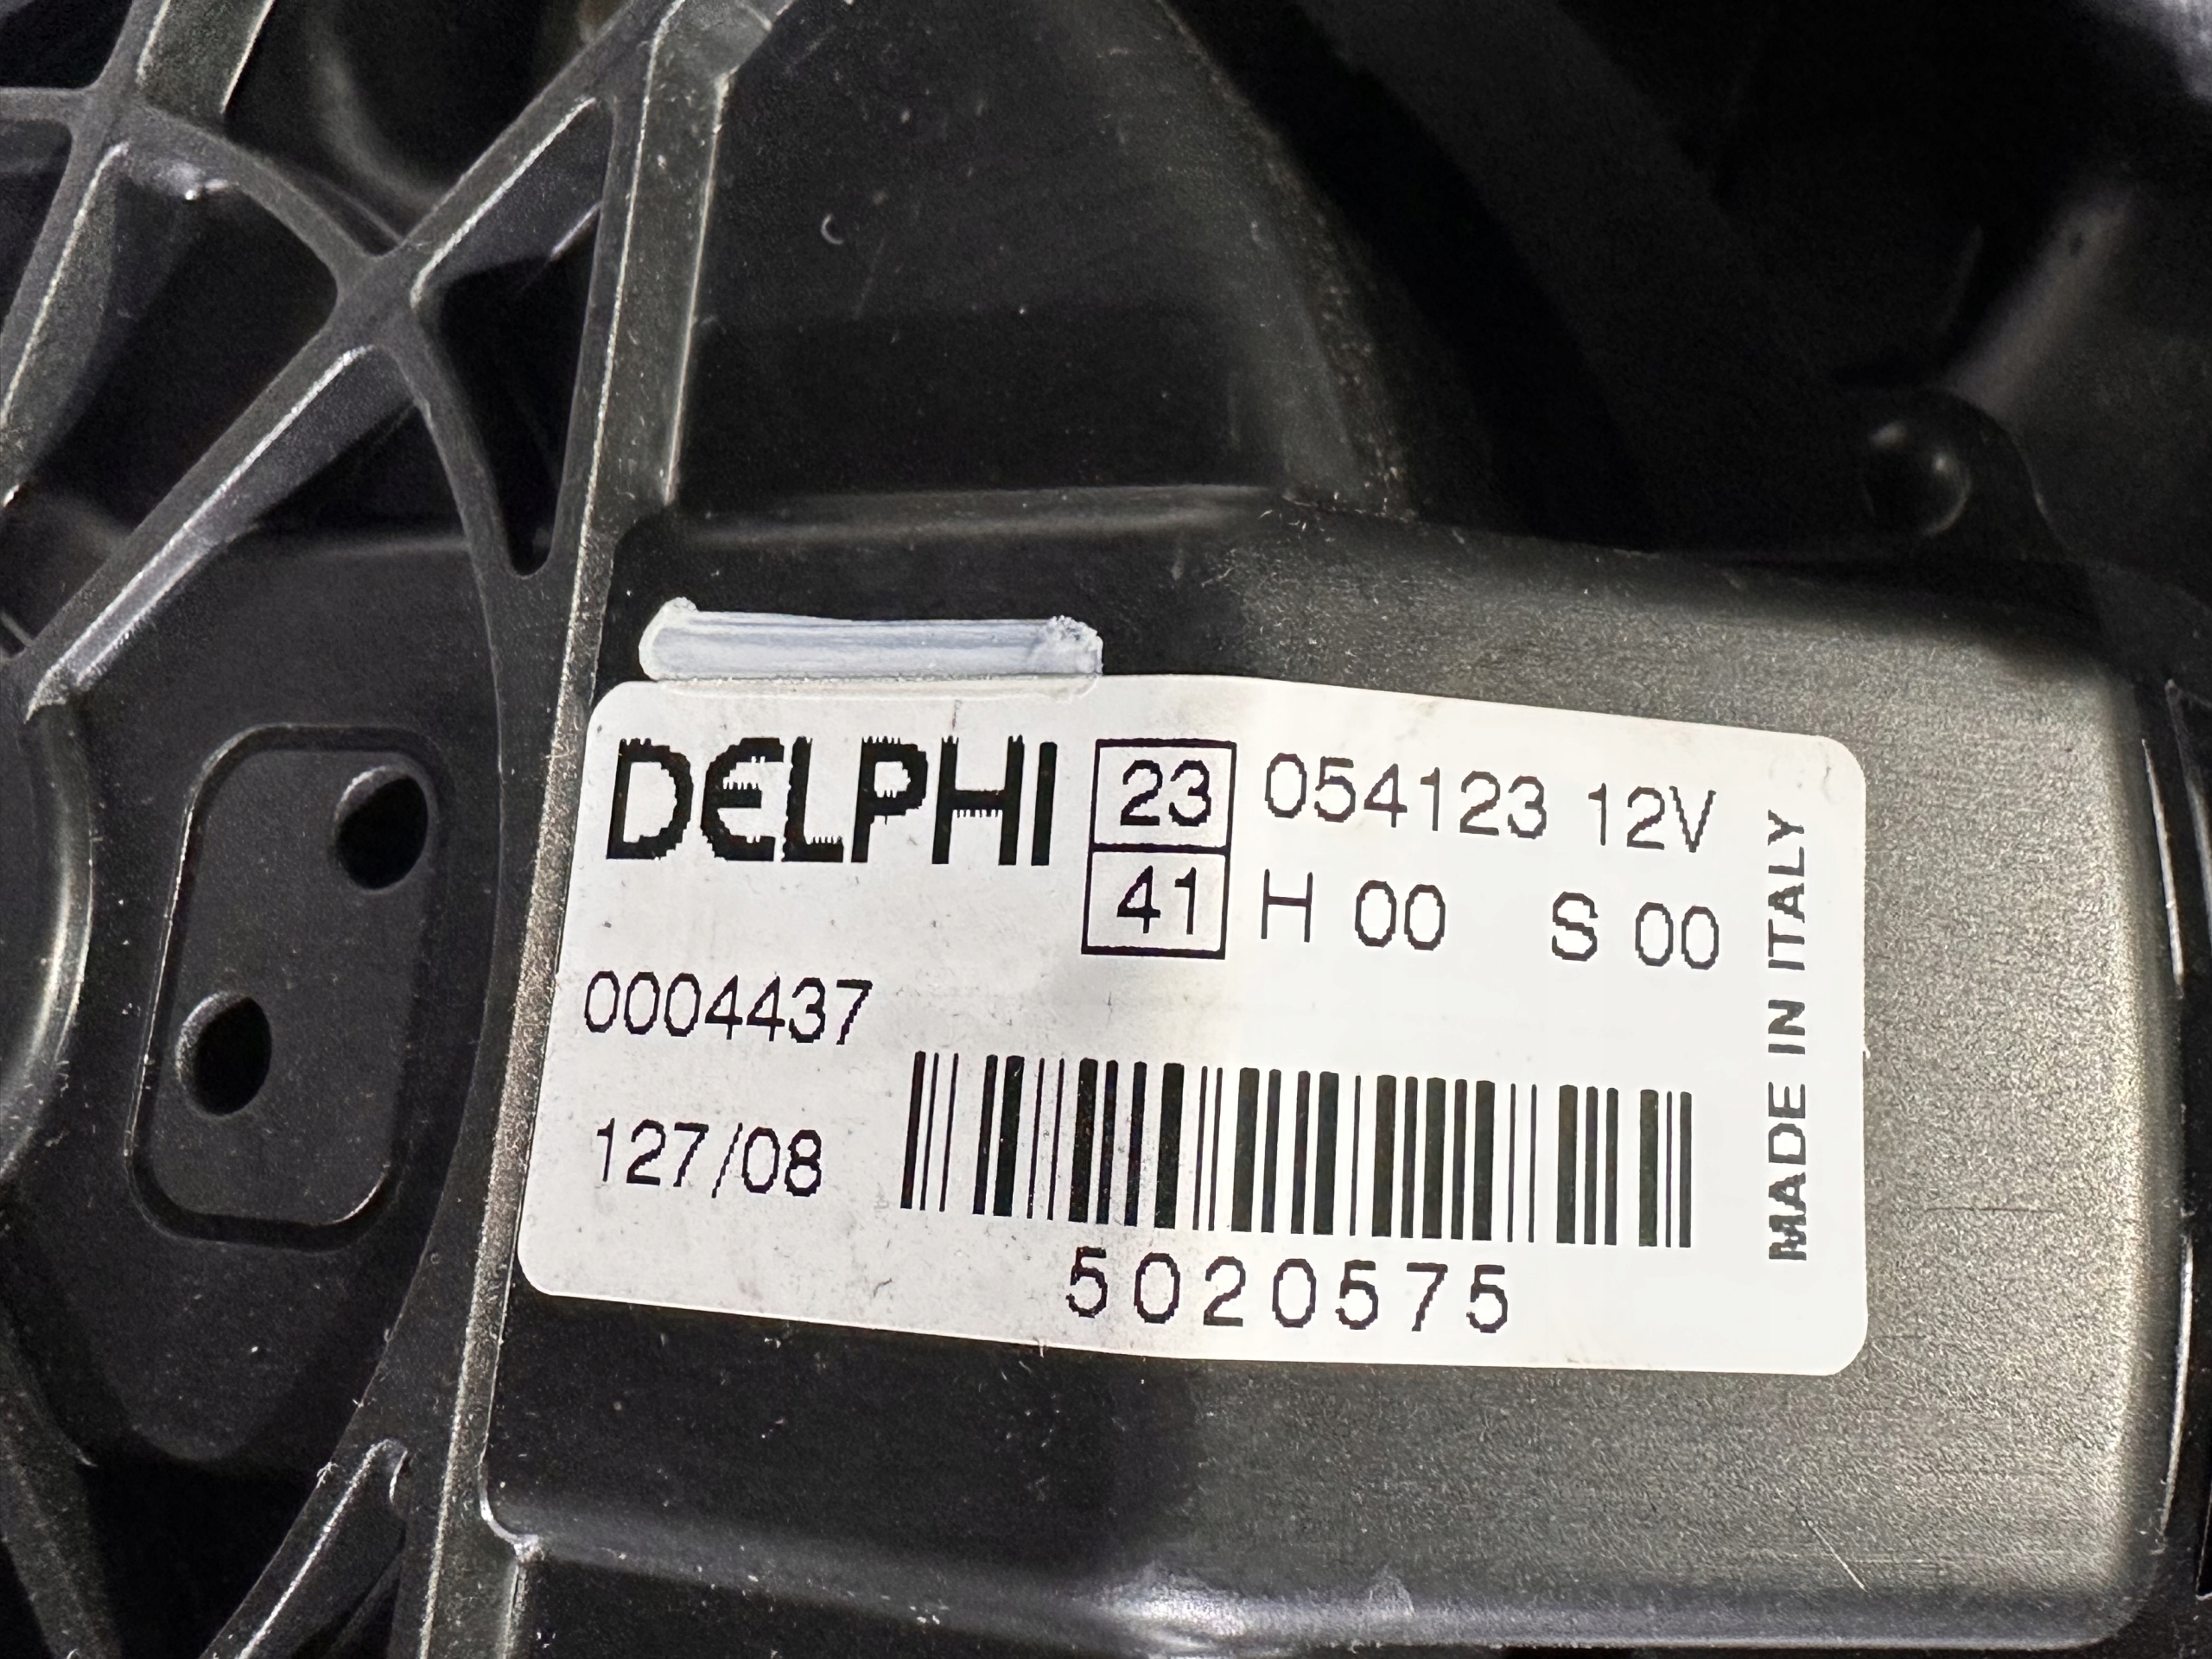 DELPHI
23 054123 12V
41 H 00 S 00
0004437
127/08
5020575
MADE IN ITALY